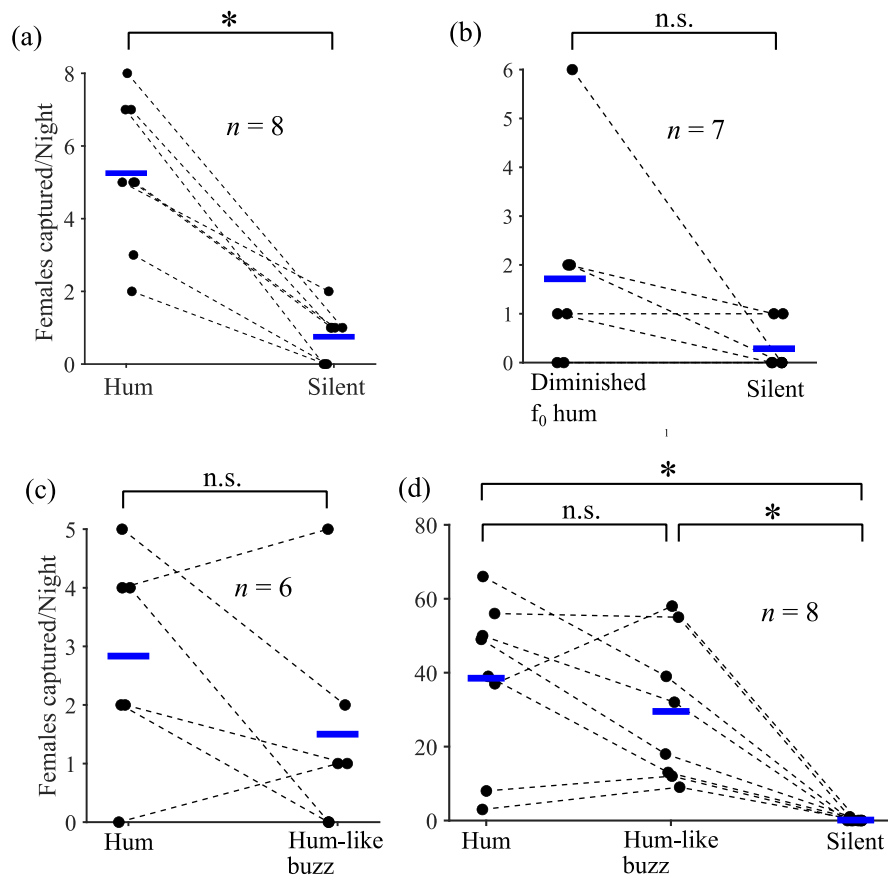 (a)
*
n = 8
Females captured/Night
8
6
4
2
0
Hum
Silent
(b)
n.s.
n = 7
6
5
4
3
2
1
0
Diminished
f₀ hum
Silent
ı
(c)
n.s.
n = 6
Females captured/Night
5
4
3
2
1
0
Hum
Hum-like
buzz
(d)
*
n.s.
*
n = 8
80
60
40
20
0
Hum
Hum-like
buzz
Silent